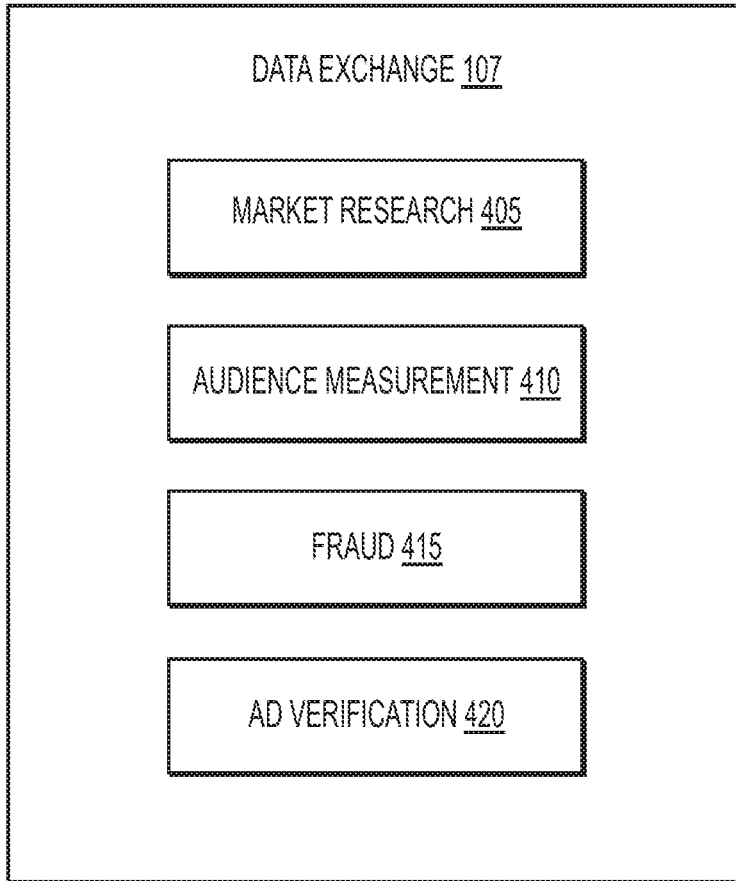 DATA EXCHANGE 107
MARKET RESEARCH 405
AUDIENCE MEASUREMENT 410
FRAUD 415
AD VERIFICATION 420